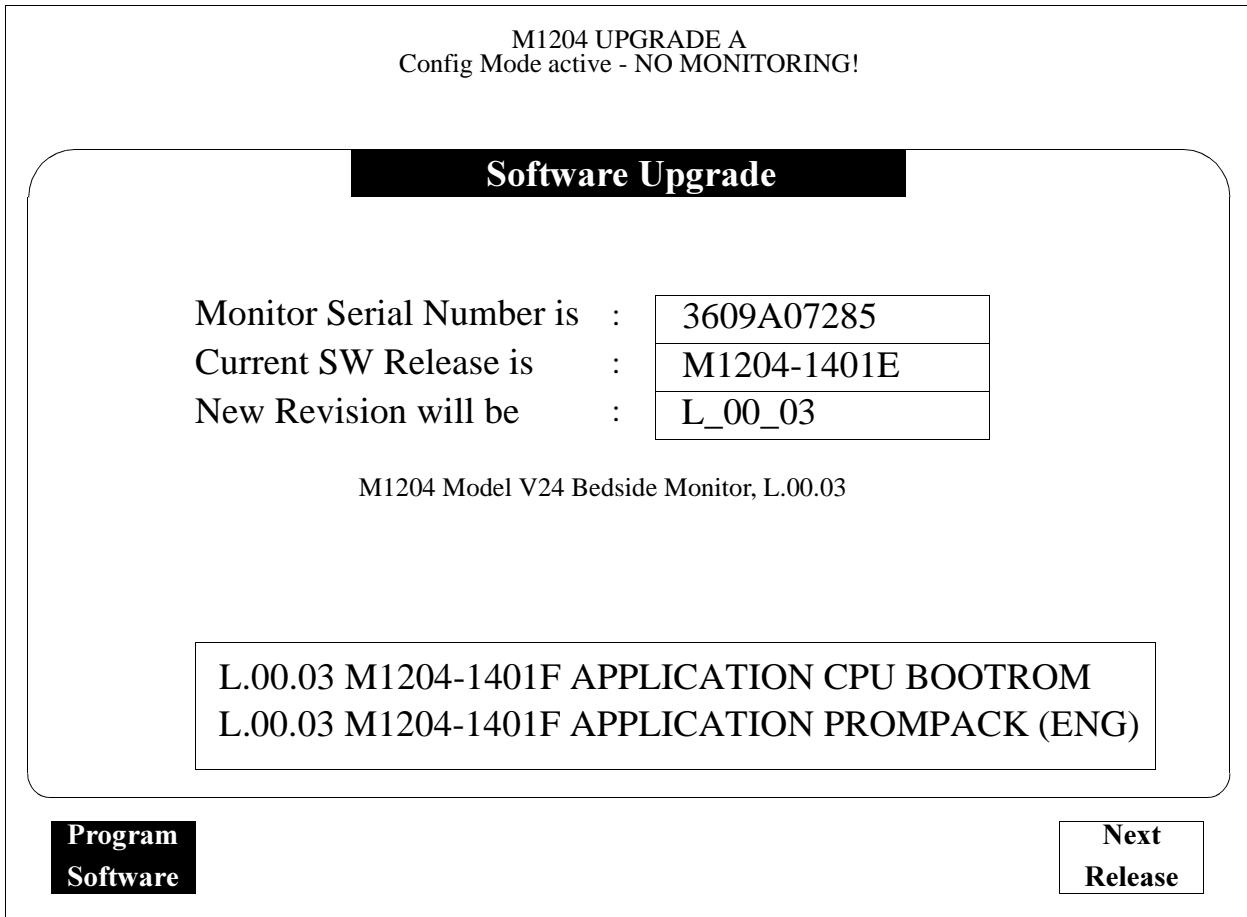 M1204 UPGRADE A
Config Mode active - NO MONITORING!
Software Upgrade
Monitor Serial Number is : 3609A07285
Current SW Release is : M1204-1401E
New Revision will be : L_00_03
M1204 Model V24 Bedside Monitor, L.00.03
L.00.03 M1204-1401F APPLICATION CPU BOOTROM
L.00.03 M1204-1401F APPLICATION PROMPACK (ENG)
Program
Software
Next
Release